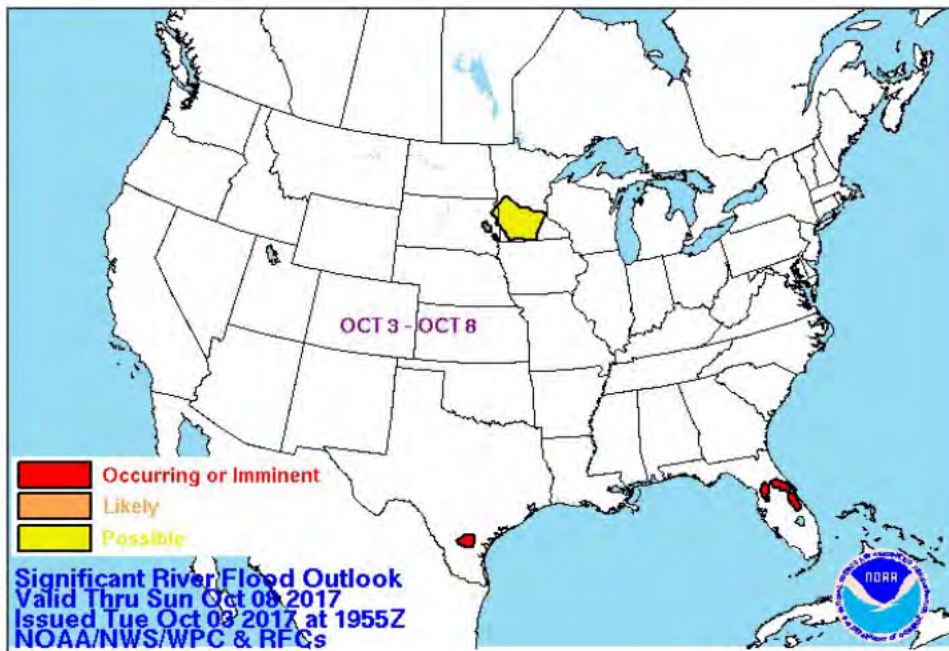 OCT 3 - OCT 8
Occurring or Imminent
Likely
Possible
Significant River Flood Outlook
Valid Thru Sun Oct 08 2017
Issued Tue Oct 03 2017 at 1955Z
NOAA/NWS/WPC & RFCs
NOAA